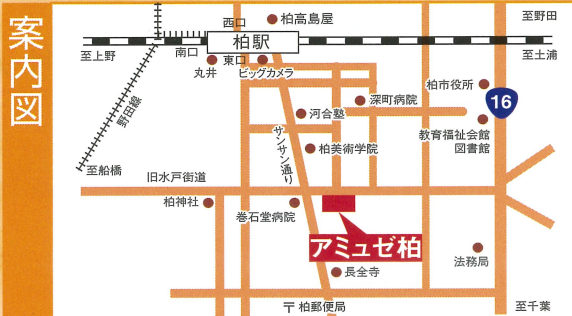 案内図
西口
柏高島屋
至野田
柏駅
至上野
南口
東口
至土浦
丸井
ビッグカメラ
野田線
深町病院
柏市役所
16
河合塾
サンサン通り
教育福祉会館
図書館
柏美術学院
至船橋
旧水戸街道
柏神社
巻石堂病院
アミュゼ柏
法務局
長全寺
〒柏郵便局
至千葉